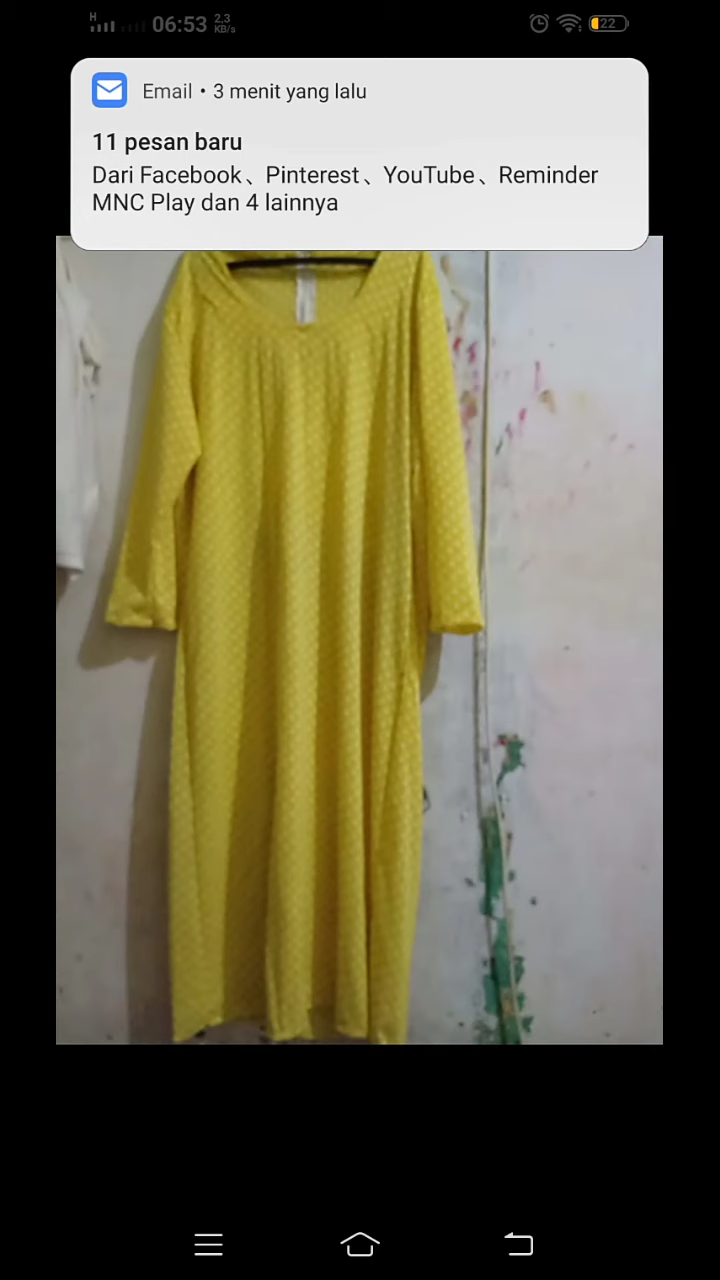 H
06:53 2,3
KB/s
22
Email • 3 menit yang lalu
11 pesan baru
Dari Facebook、Pinterest、YouTube、Reminder
MNC Play dan 4 lainnya